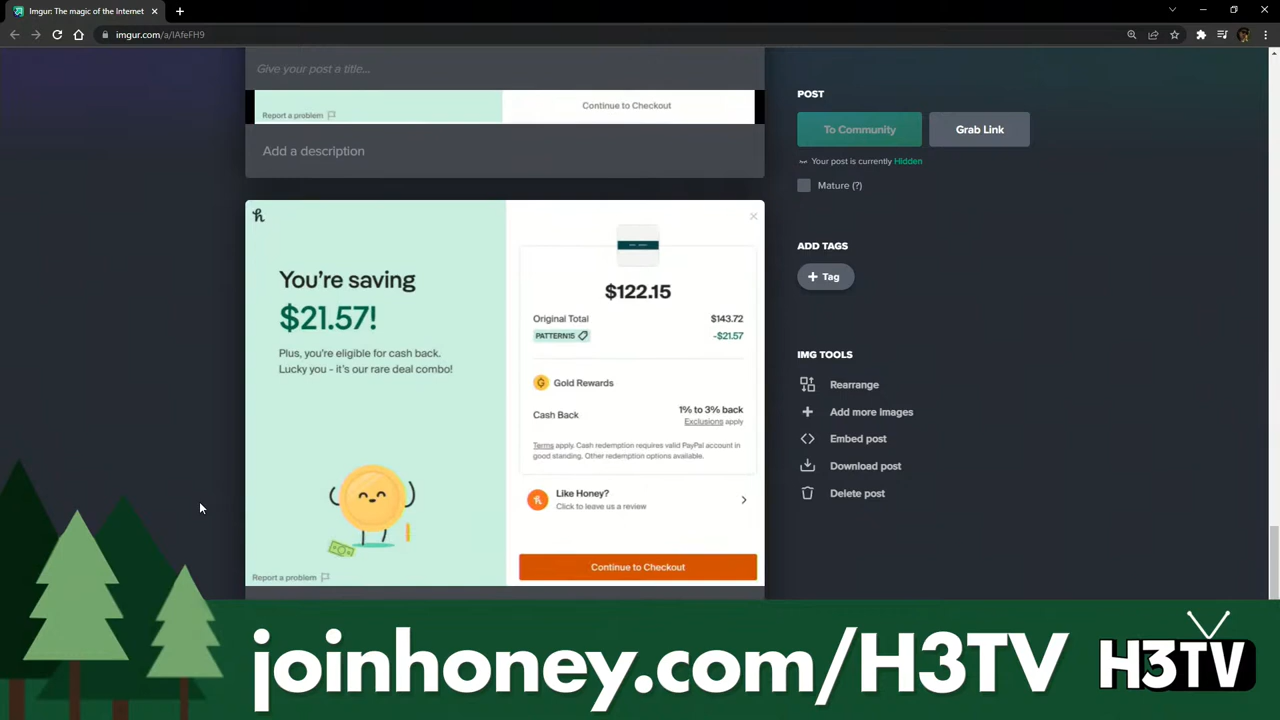 Imgur: The magic of the Internet
imgur.com/a/IAfeFH9
Give your post a title...
Report a problem
Continue to Checkout
Add a description
You're saving
$21.57!
Plus, you're eligible for cash back.
Lucky you - it's our rare deal combo!
Report a problem
$122.15
Original Total $143.72
PATTERN15 -$21.57
Gold Rewards
Cash Back 1% to 3% back
Exclusions apply
Terms apply. Cash redemption requires valid PayPal account in
good standing. Other redemption options available.
Like Honey?
Click to leave us a review
Continue to Checkout
POST
To Community Grab Link
Your post is currently Hidden
Mature (?)
ADD TAGS
+ Tag
IMG TOOLS
Rearrange
Add more images
Embed post
Download post
Delete post
joinhoney.com/H3TV
H3TV